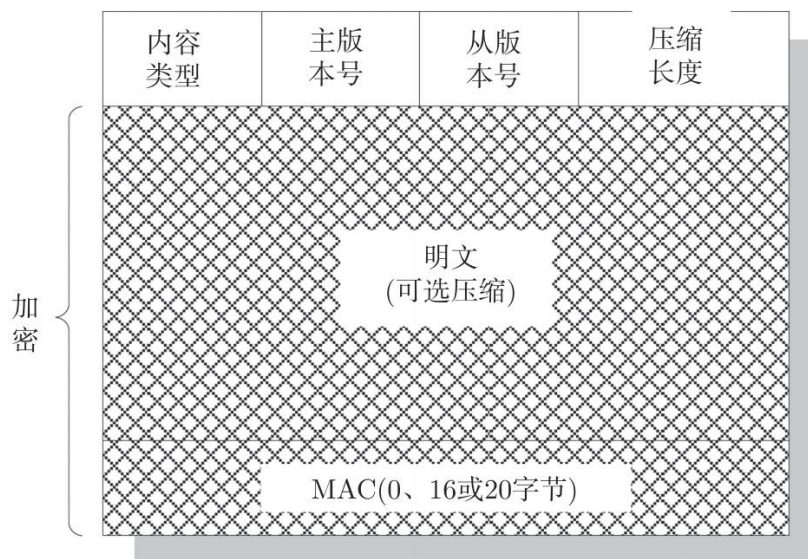 内容
类型
主版
本号
从版
本号
压缩
长度
明文
(可选压缩)
加
密
MAC(0、16或20字节)